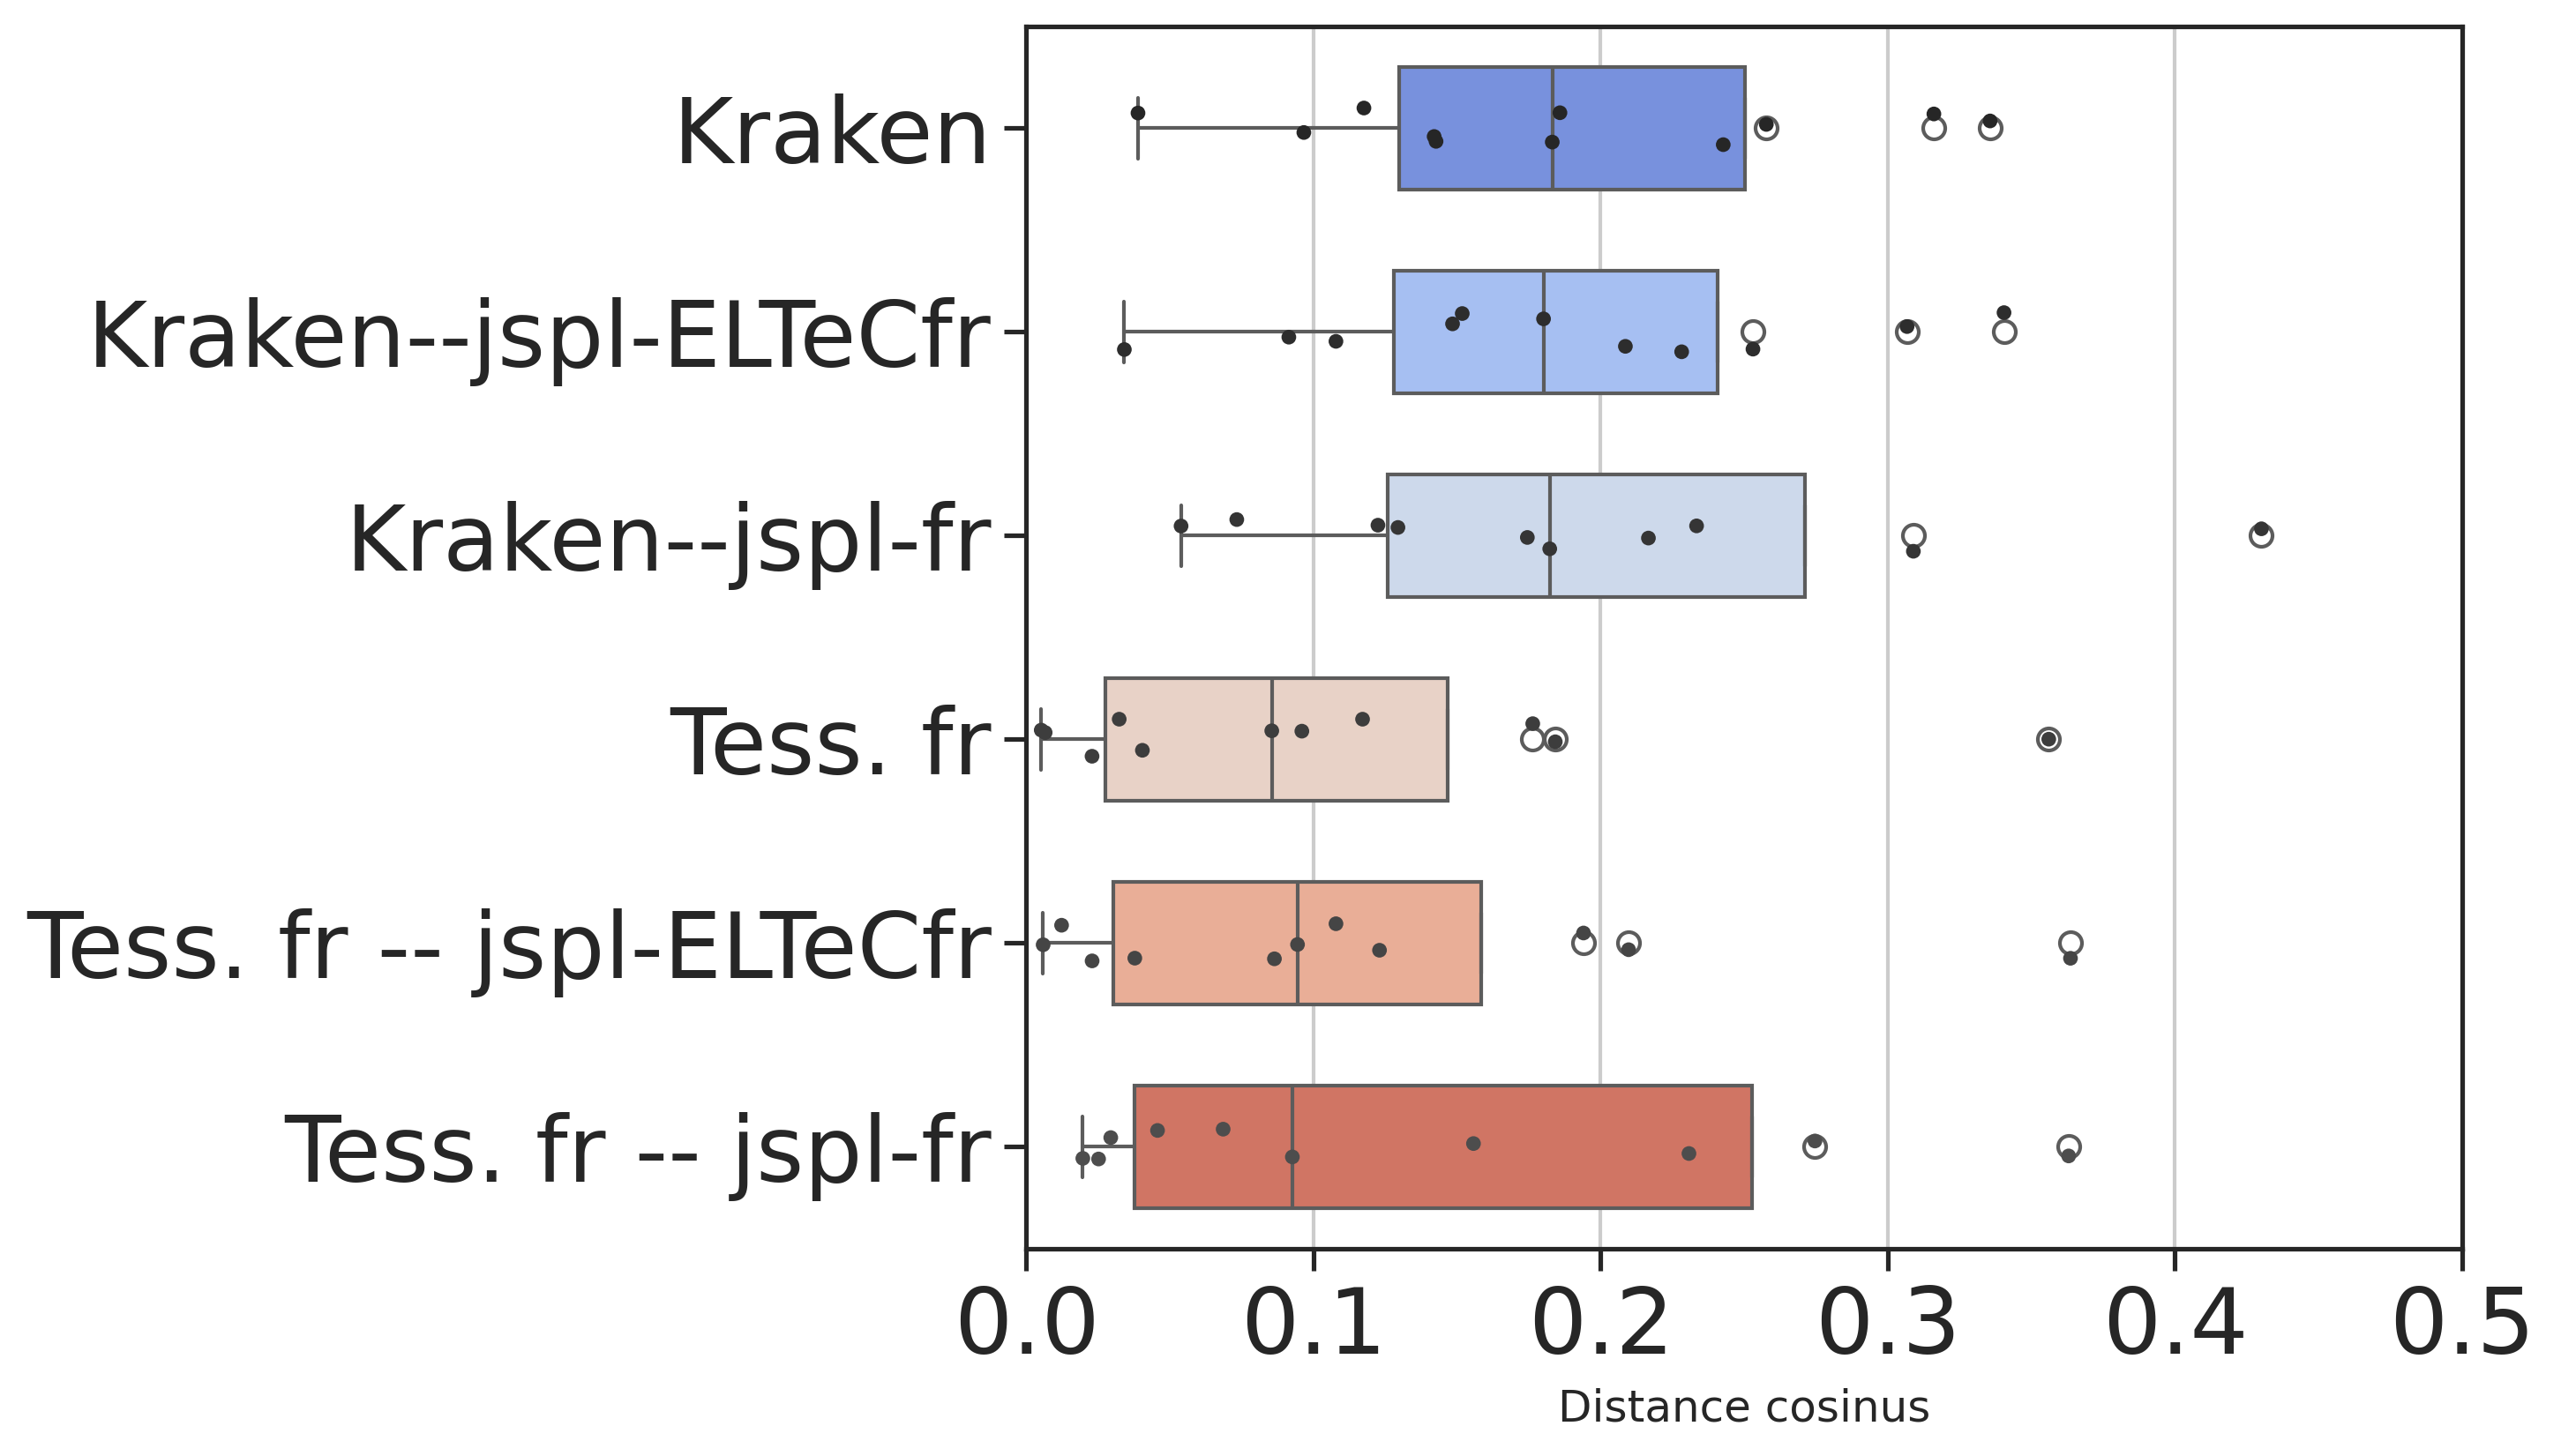 Kraken
Kraken--jspl-ELTeCfr
Kraken--jspl-fr
Tess. fr
Tess. fr -- jspl-ELTeCfr
Tess. fr -- jspl-fr
0.0 0.1 0.2 0.3 0.4 0.5
Distance cosinus